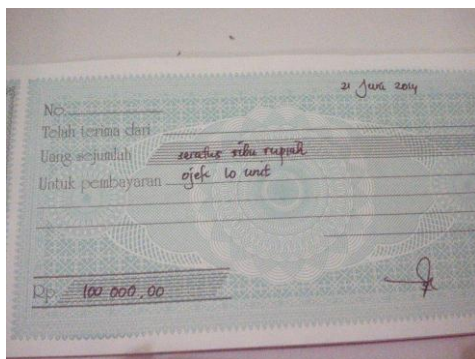 21 Juni 2014
No.
Telah terima dari
Uang sejumlah seratus ribu rupiah
Untuk pembayaran ojek 10 unit
Rp. 100 000,00